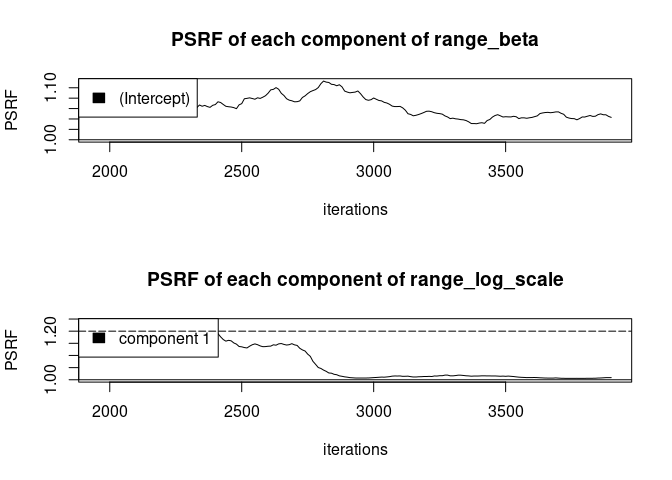 PSRF of each component of range_beta
PSRF
1.00 1.10
(Intercept)
2000 2500 3000 3500
iterations
PSRF of each component of range_log_scale
PSRF
1.00 1.20
component 1
2000 2500 3000 3500
iterations